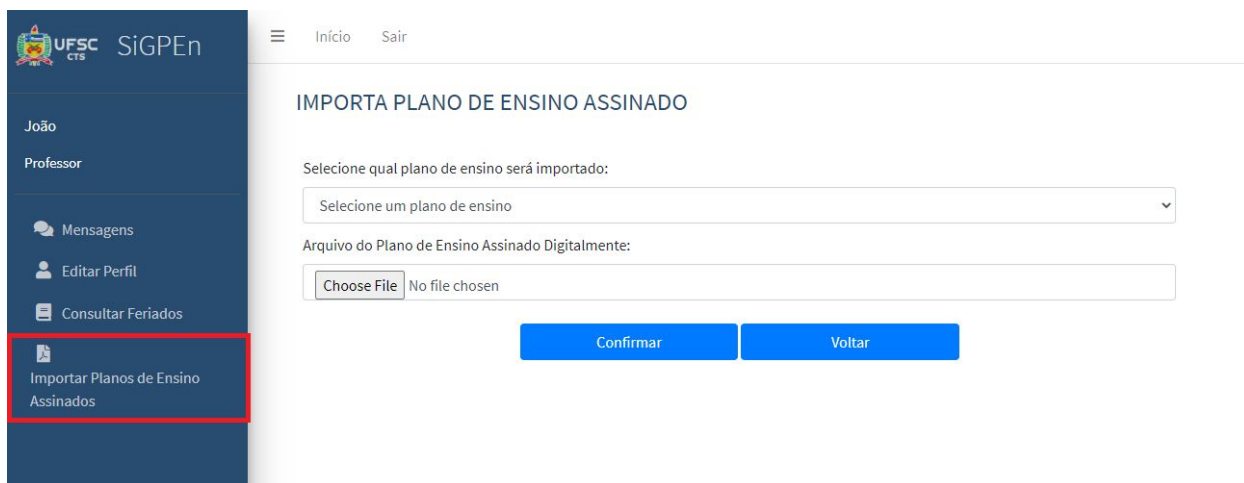 UFSC
CTS
SiGPEn
Início Sair
João
Professor
Mensagens
Editar Perfil
Consultar Feriados
Importar Planos de Ensino
Assinados
IMPORTA PLANO DE ENSINO ASSINADO
Selecione qual plano de ensino será importado:
Selecione um plano de ensino
Arquivo do Plano de Ensino Assinado Digitalmente:
Choose File No file chosen
Confirmar Voltar